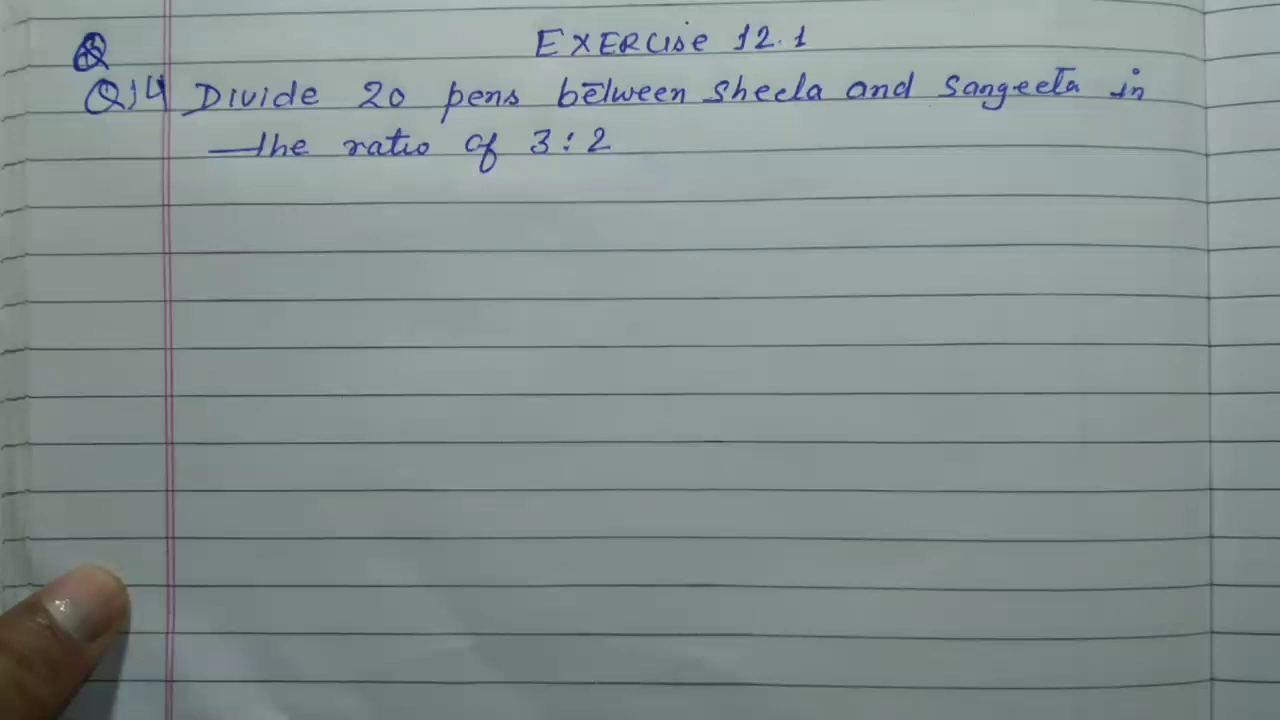 EXERCISE 12.1
Q
Q14 Divide 20 pens between Sheela and Sangeeta in
the ratio of 3:2